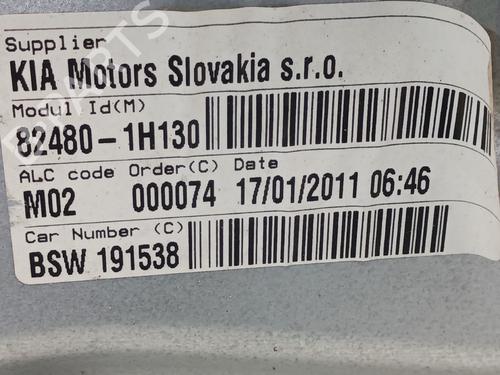 Supplier
KIA Motors Slovakia s.r.o.
Modul Id(M)
82480-1H130
ALC code Order(C) Date
M02 000074 17/01/2011 06:46
Car Number (C)
BSW 191538